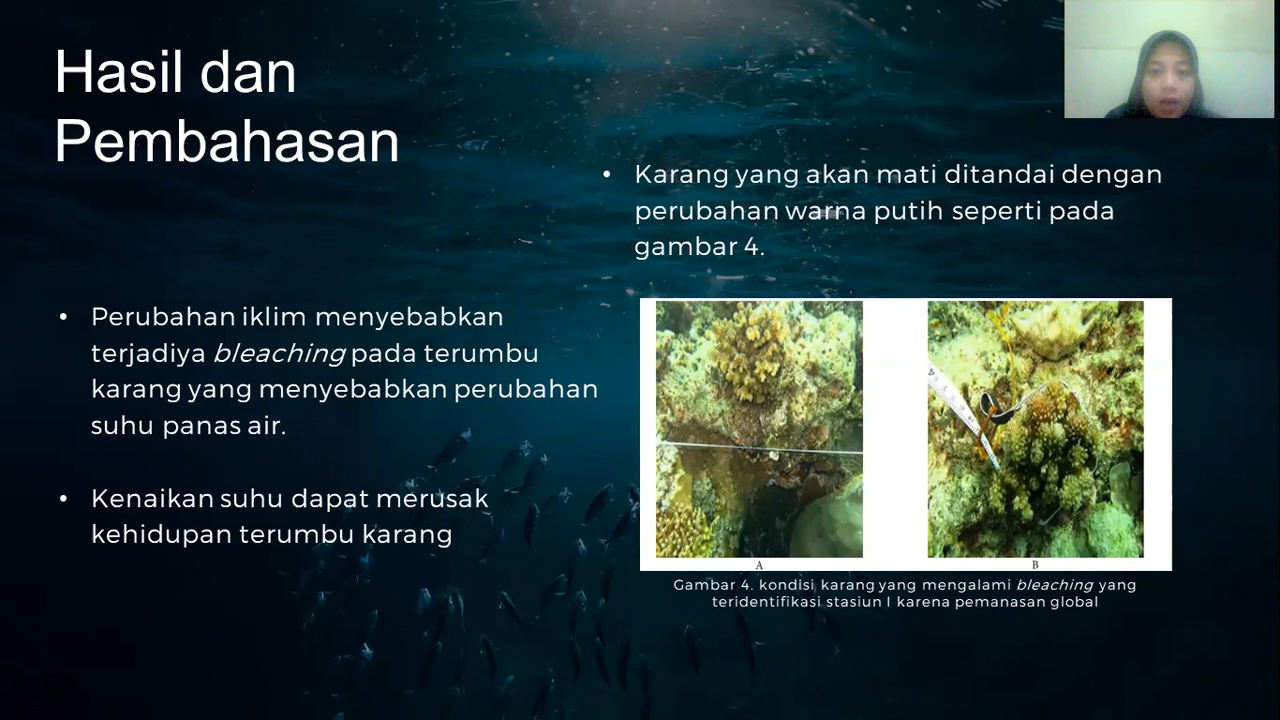 Hasil dan
Pembahasan
• Perubahan iklim menyebabkan
terjadiya bleaching pada terumbu
karang yang menyebabkan perubahan
suhu panas air.
• Kenaikan suhu dapat merusak
kehidupan terumbu karang
• Karang yang akan mati ditandai dengan
perubahan warna putih seperti pada
gambar 4.
A
B
Gambar 4. kondisi karang yang mengalami bleaching yang
teridentifikasi stasiun I karena pemanasan global